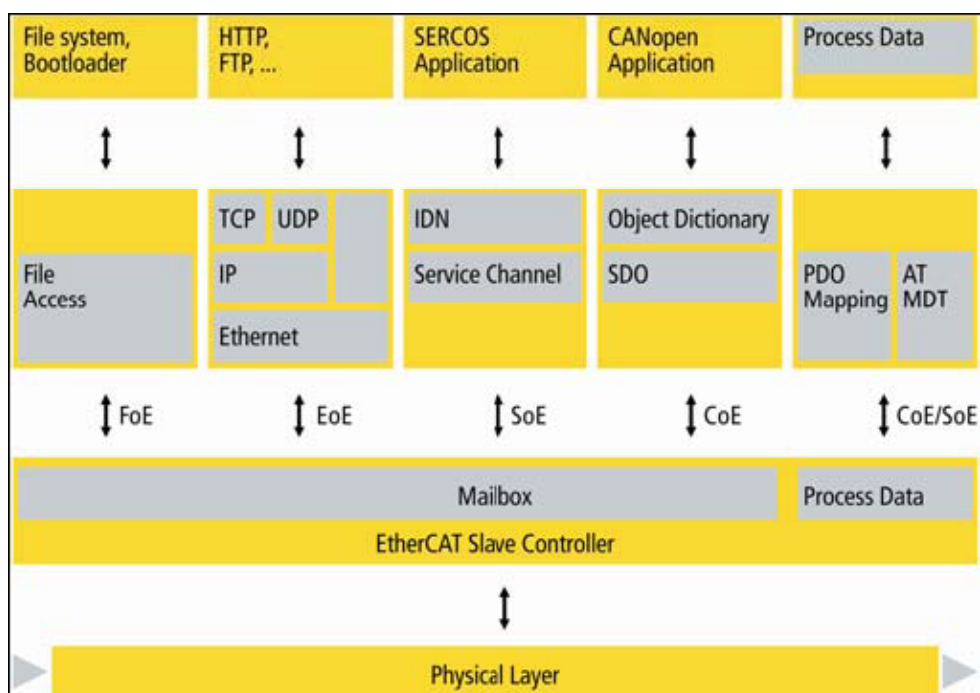 File system,
Bootloader
HTTP,
FTP, ...
SERCOS
Application
CANopen
Application
Process Data
File
Access
TCP
UDP
IP
Ethernet
IDN
Service Channel
Object Dictionary
SDO
PDO
Mapping
AT
MDT
FoE
EoE
SoE
CoE
CoE/SoE
Mailbox
Process Data
EtherCAT Slave Controller
Physical Layer